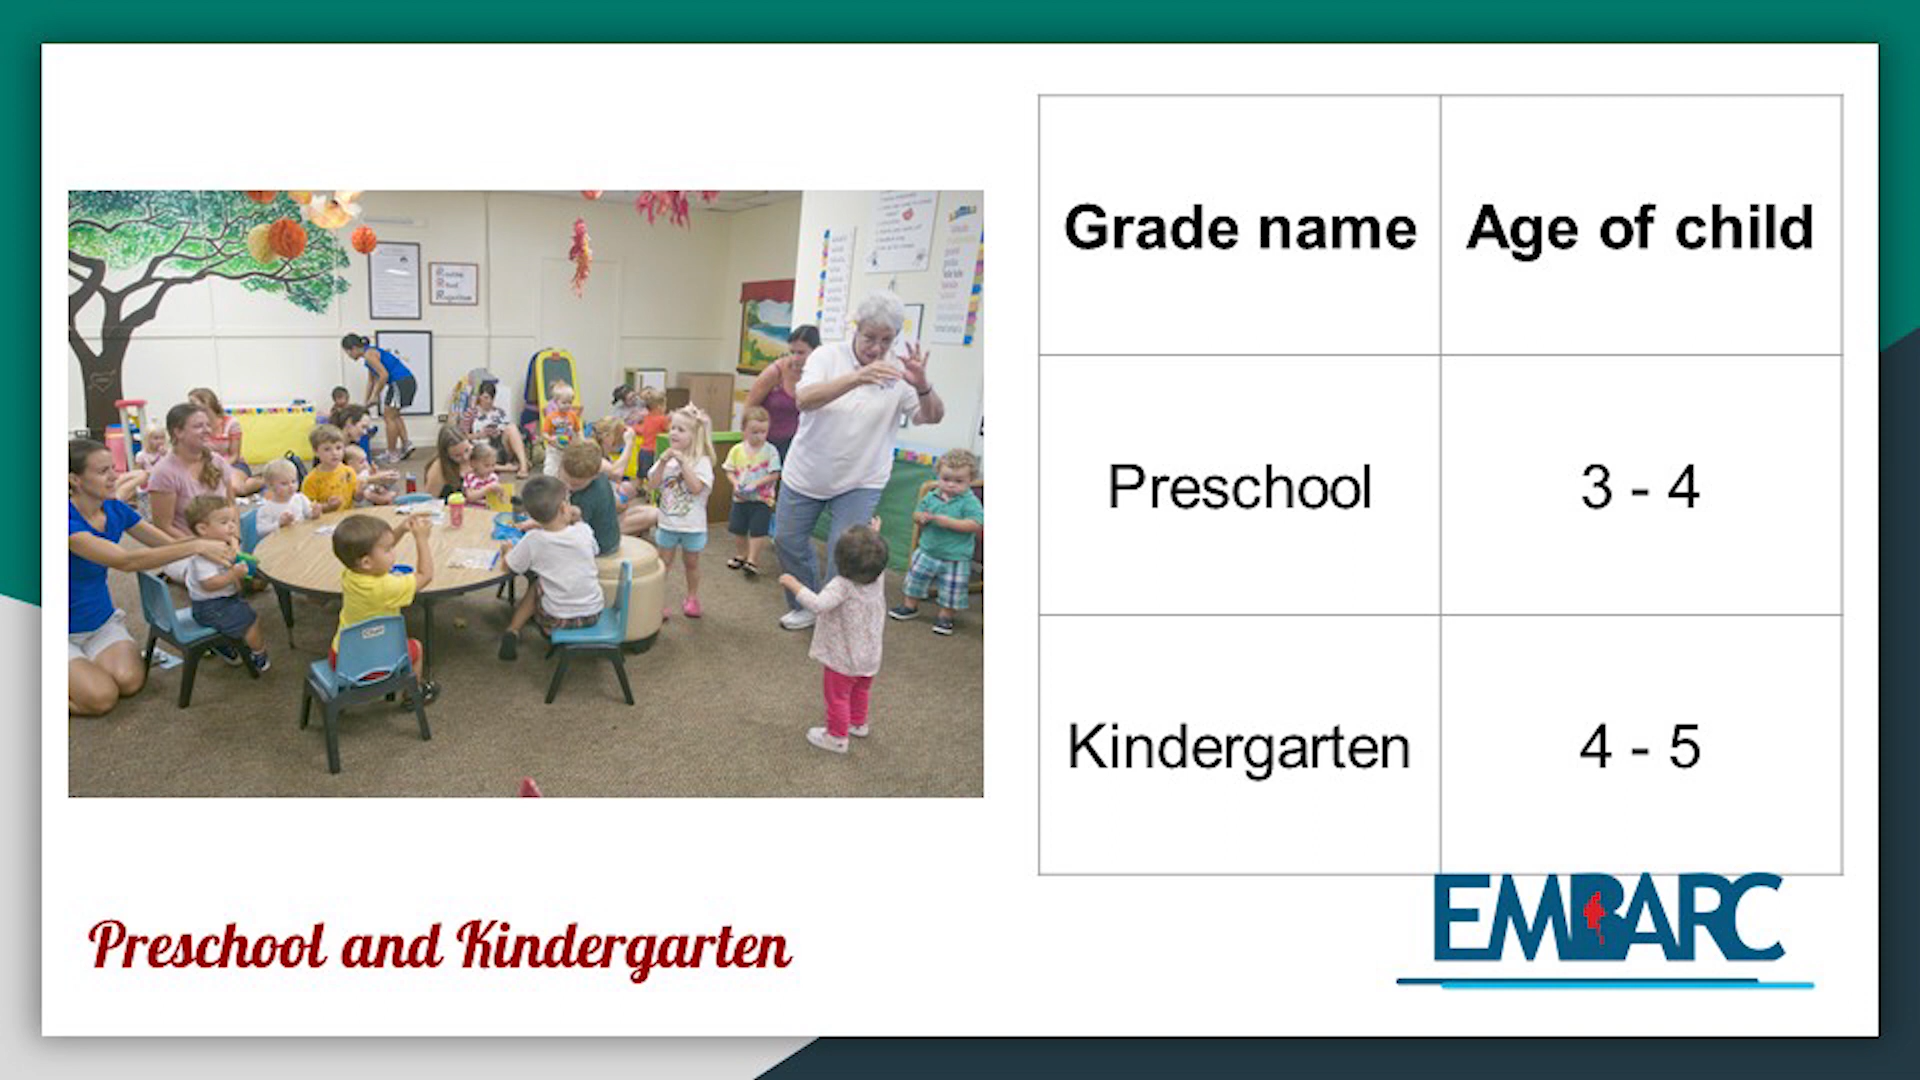 Grade name Age of child
Preschool 3 - 4
Kindergarten 4 - 5
Preschool and Kindergarten
EMBARC